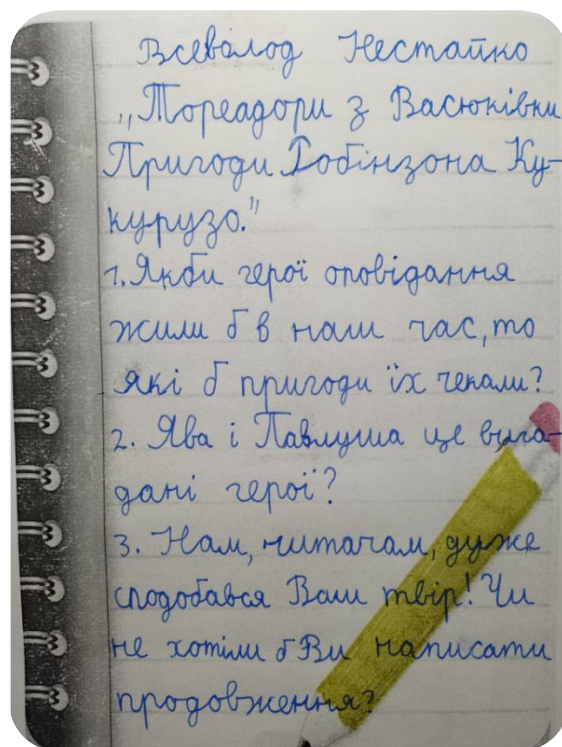 Всеволод Нестайко
„Тореадори з Васюківки
Пригоди Робінзона Ку-
курузо."
1. Якби герої оповідання
жили б в наш час, то
які б пригоди їх чекали?
2. Ява і Павлуша це вига-
дані герої?
3. Нам, читачам, дуже
сподобався Ваш твір! Чи
не хотіли б Ви написати
продовження?